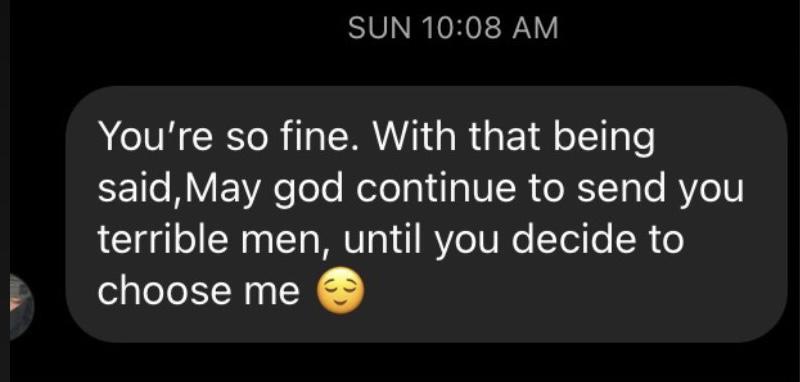 SUN 10:08 AM
You’re so fine. With that being
said,May god continue to send you
terrible men, until you decide to
choose me 😌